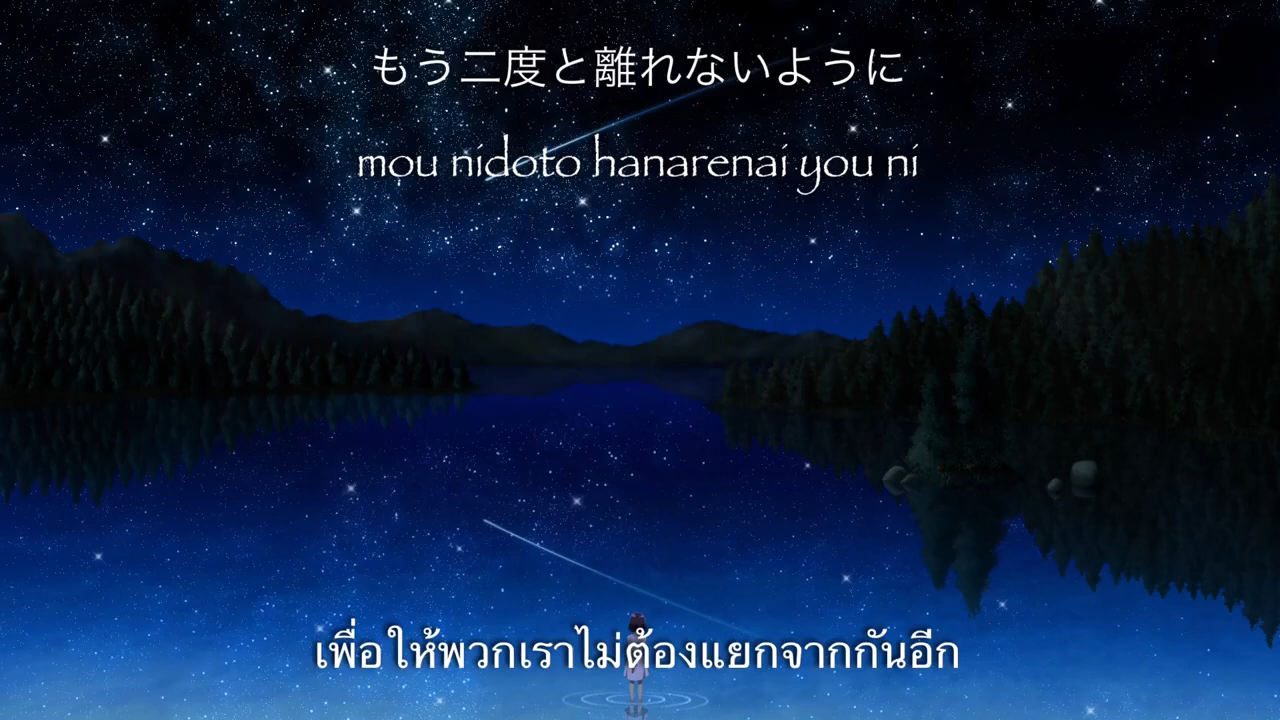 もう二度と離れないように
mou nidoto hanarenai you ni
เพื่อให้พวกเราไม่ต้องแยกจากกันอีก